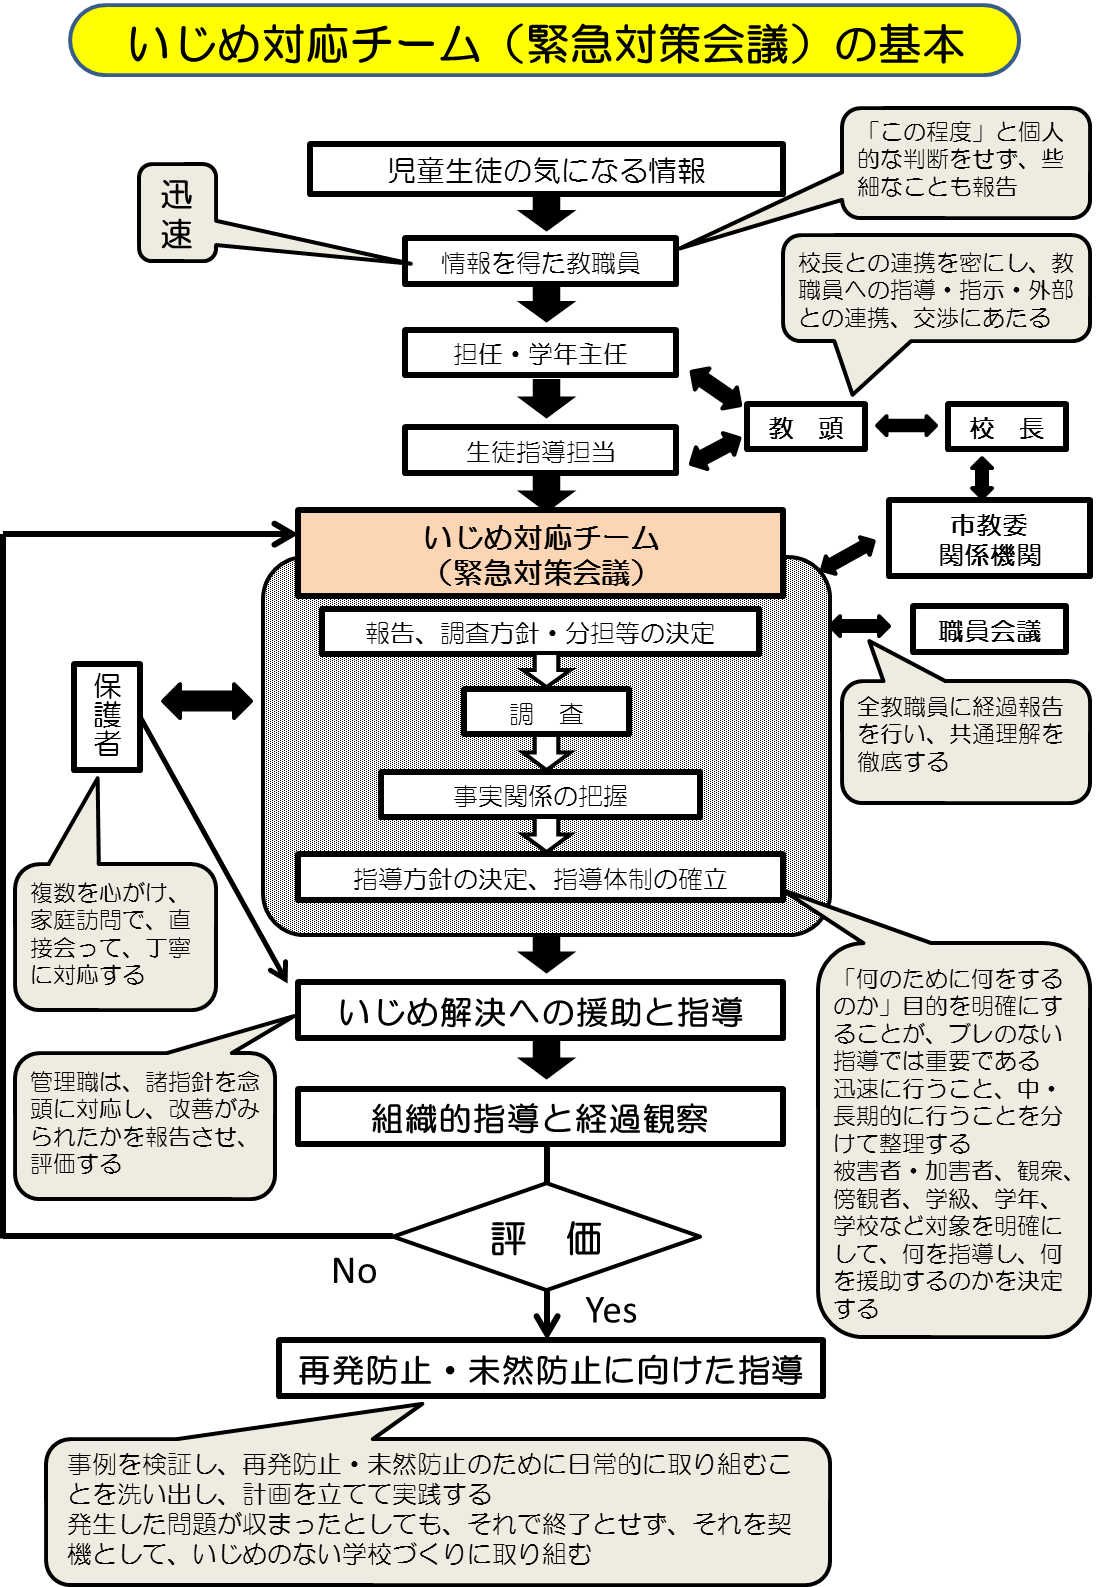 いじめ対応チーム（緊急対策会議）の基本
「この程度」と個人
的な判断をせず、些
細なことも報告
児童生徒の気になる情報
迅
速
情報を得た教職員
校長との連携を密にし、教
職員への指導・指示・外部
との連携、交渉にあたる
担任・学年主任
教　頭
校　長
生徒指導担当
いじめ対応チーム
（緊急対策会議）
市教委
関係機関
報告、調査方針・分担等の決定
職員会議
保護者
調　査
全教職員に経過報告
を行い、共通理解を
徹底する
事実関係の把握
指導方針の決定、指導体制の確立
複数を心がけ、
家庭訪問で、直
接会って、丁寧
に対応する
「何のために何をする
のか」目的を明確にす
ることが、ブレのない
指導では重要である
迅速に行うこと、中・
長期的に行うことを分
けて整理する
被害者・加害者、観衆、
傍観者、学級、学年、
学校など対象を明確に
して、何を指導し、何
を援助するのかを決定
する
いじめ解決への援助と指導
管理職は、諸指針を念
頭に対応し、改善がみ
られたかを報告させ、
評価する
組織的指導と経過観察
評　価
No
Yes
再発防止・未然防止に向けた指導
事例を検証し、再発防止・未然防止のために日常的に取り組むこ
とを洗い出し、計画を立てて実践する
発生した問題が収まったとしても、それで終了とせず、それを契
機として、いじめのない学校づくりに取り組む